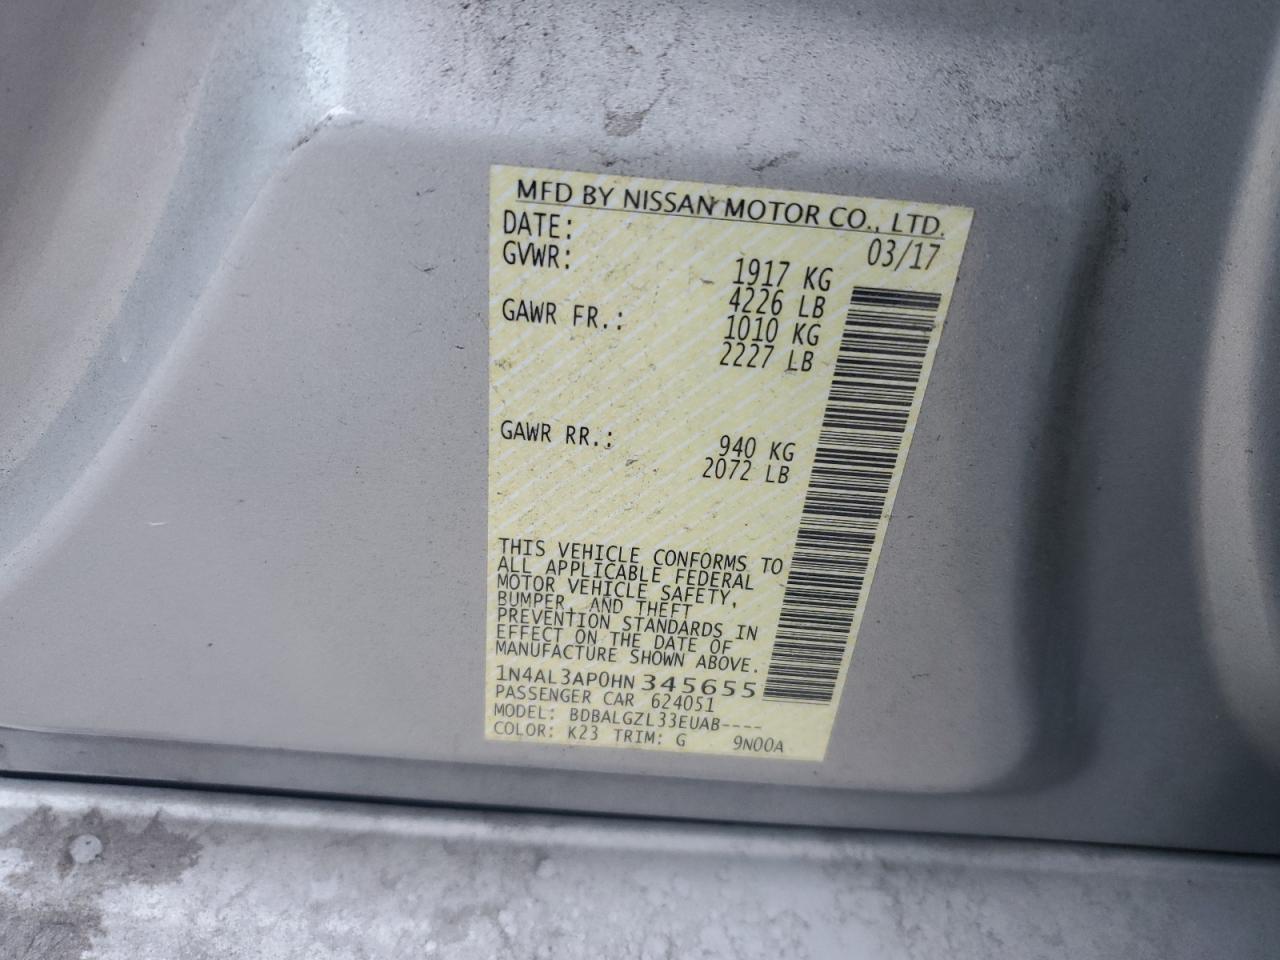 MFD BY NISSAN MOTOR CO., LTD.
DATE: 03/17
GVWR: 1917 KG
4226 LB
GAWR FR.: 1010 KG
2227 LB
GAWR RR.: 940 KG
2072 LB
THIS VEHICLE CONFORMS TO
ALL APPLICABLE FEDERAL
MOTOR VEHICLE SAFETY,
BUMPER, AND THEFT
PREVENTION STANDARDS IN
EFFECT ON THE DATE OF
MANUFACTURE SHOWN ABOVE.
1N4AL3AP0HN345655
PASSENGER CAR 624051
MODEL: BDBALGZL33EUAB----
COLOR: K23 TRIM: G 9N00A